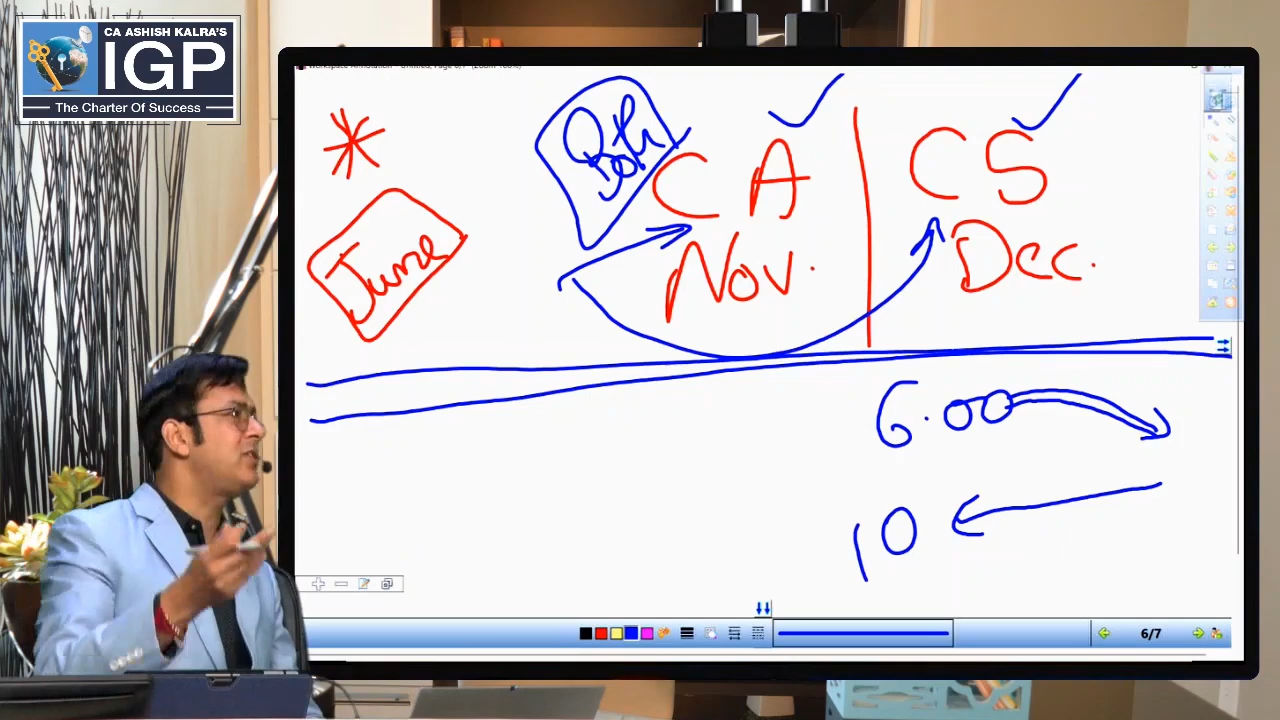 CA ASHISH KALRA'S
IGP
The Charter Of Success
Both
CA
CS
June
Nov.
Dec.
6.00
10
6/7